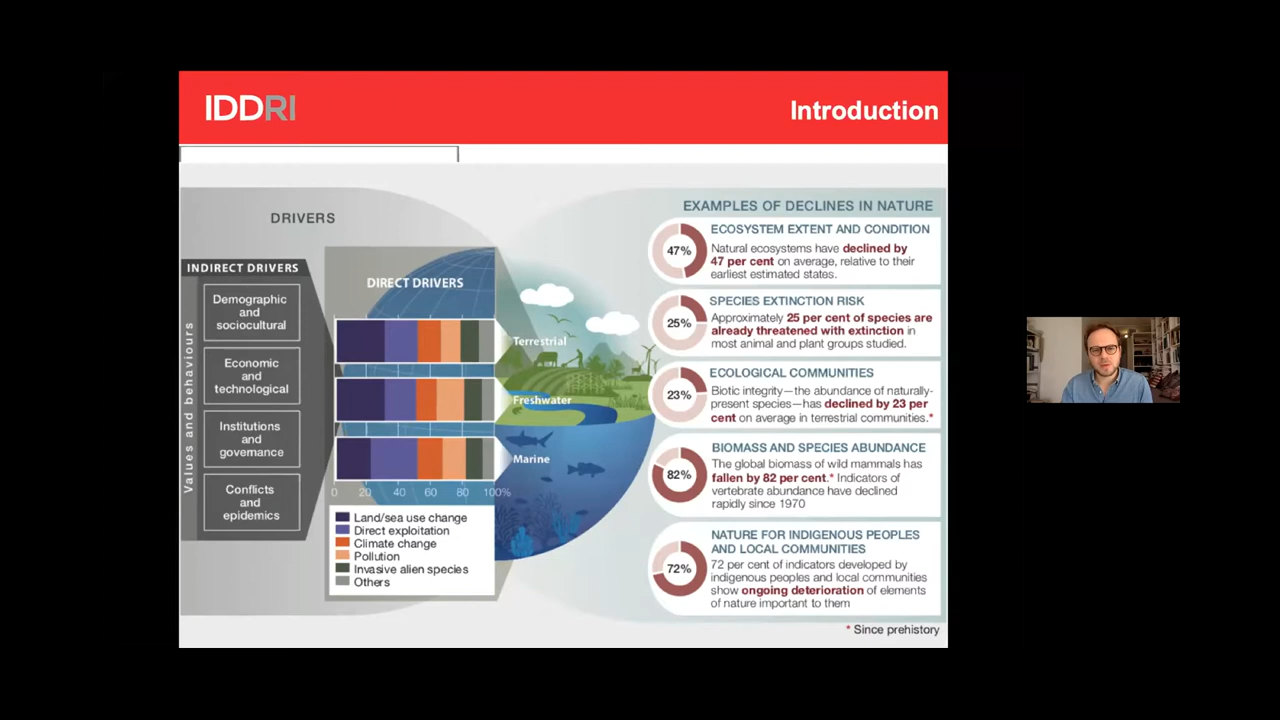 IDDRI
Introduction
DRIVERS
INDIRECT DRIVERS
Values and behaviours
Demographic
and
sociocultural
Economic
and
technological
Institutions
and
governance
Conflicts
and
epidemics
DIRECT DRIVERS
Terrestrial
Freshwater
Marine
0 20 40 60 80 100%
Land/sea use change
Direct exploitation
Climate change
Pollution
Invasive alien species
Others
EXAMPLES OF DECLINES IN NATURE
47%
ECOSYSTEM EXTENT AND CONDITION
Natural ecosystems have declined by
47 per cent on average, relative to their
earliest estimated states.
25%
SPECIES EXTINCTION RISK
Approximately 25 per cent of species are
already threatened with extinction in
most animal and plant groups studied.
23%
ECOLOGICAL COMMUNITIES
Biotic integrity—the abundance of naturally-
present species—has declined by 23 per
cent on average in terrestrial communities.*
82%
BIOMASS AND SPECIES ABUNDANCE
The global biomass of wild mammals has
fallen by 82 per cent.* Indicators of
vertebrate abundance have declined
rapidly since 1970
72%
NATURE FOR INDIGENOUS PEOPLES
AND LOCAL COMMUNITIES
72 per cent of indicators developed by
indigenous peoples and local communities
show ongoing deterioration of elements
of nature important to them
* Since prehistory